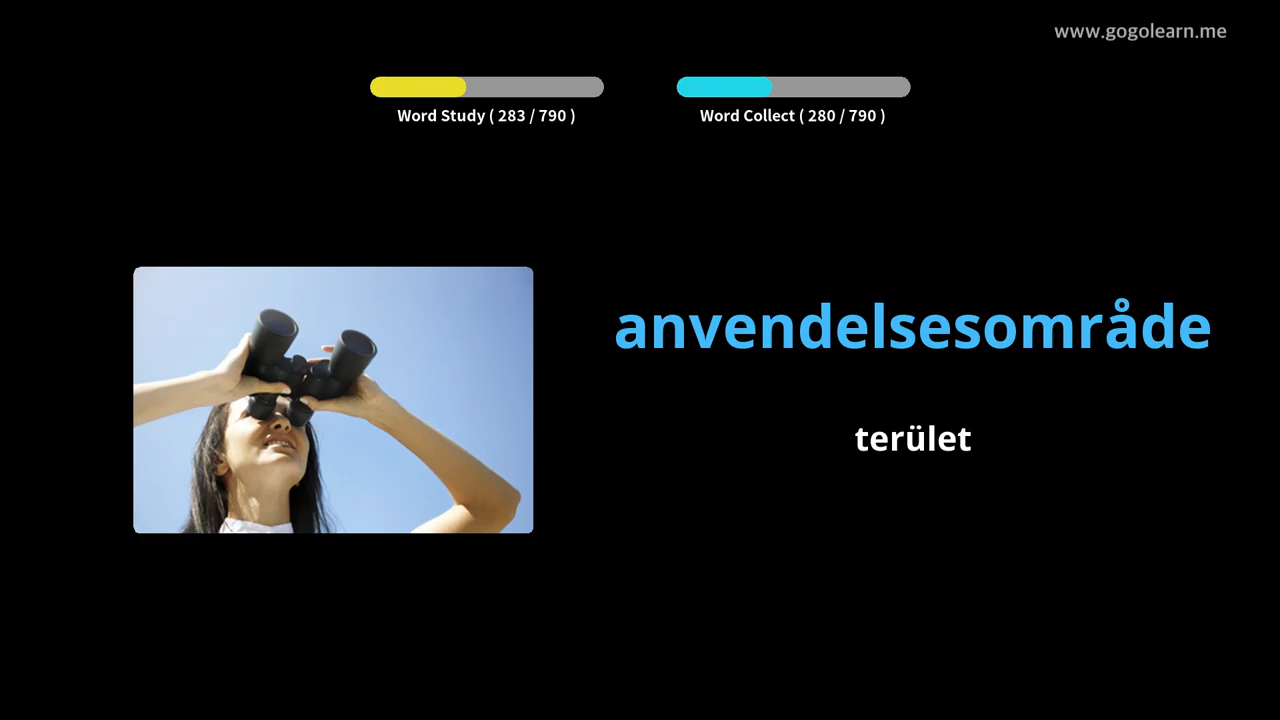 www.gogolearn.me
Word Study ( 283 / 790 )
Word Collect ( 280 / 790 )
anvendelsesområde
terület